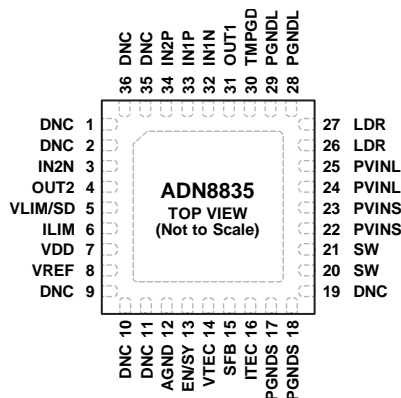 36 DNC
35 DNC
34 IN2P
33 IN1P
32 IN1N
31 OUT1
30 TMPGD
29 PGNDL
28 PGNDL
DNC 1
DNC 2
IN2N 3
OUT2 4
VLIM/SD 5
ILIM 6
VDD 7
VREF 8
DNC 9
ADN8835
TOP VIEW
(Not to Scale)
27 LDR
26 LDR
25 PVINL
24 PVINL
23 PVINS
22 PVINS
21 SW
20 SW
19 DNC
DNC 10
DNC 11
AGND 12
EN/SY 13
VTEC 14
SFB 15
ITEC 16
PGNDS 17
PGNDS 18